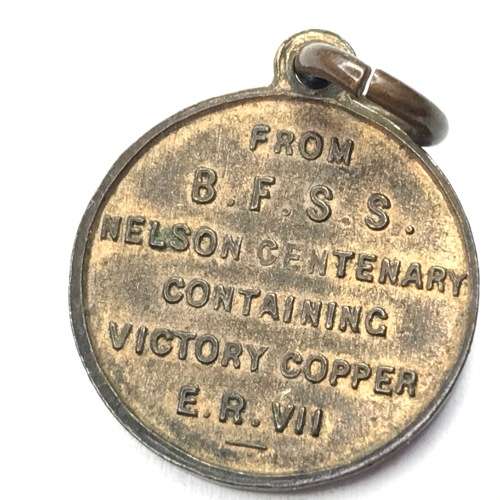 FROM
B.F.S.S.
NELSON CENTENARY
CONTAINING
VICTORY COPPER
E.R.VII